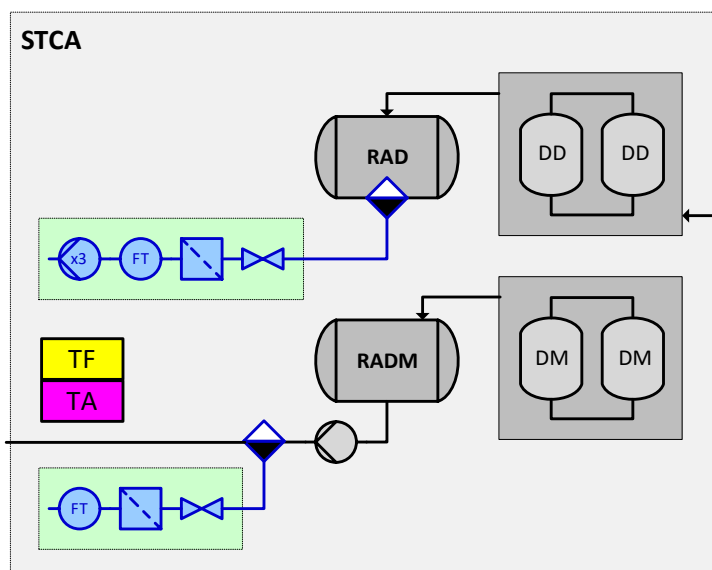 STCA
RAD
DD DD
x3 FT
RADM
DM DM
TF
TA
FT